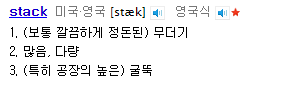 stack 미국·영국 [stæk] 영국식
1. (보통 깔끔하게 정돈된) 무더기
2. 많음, 다량
3. (특히 공장의 높은) 굴뚝